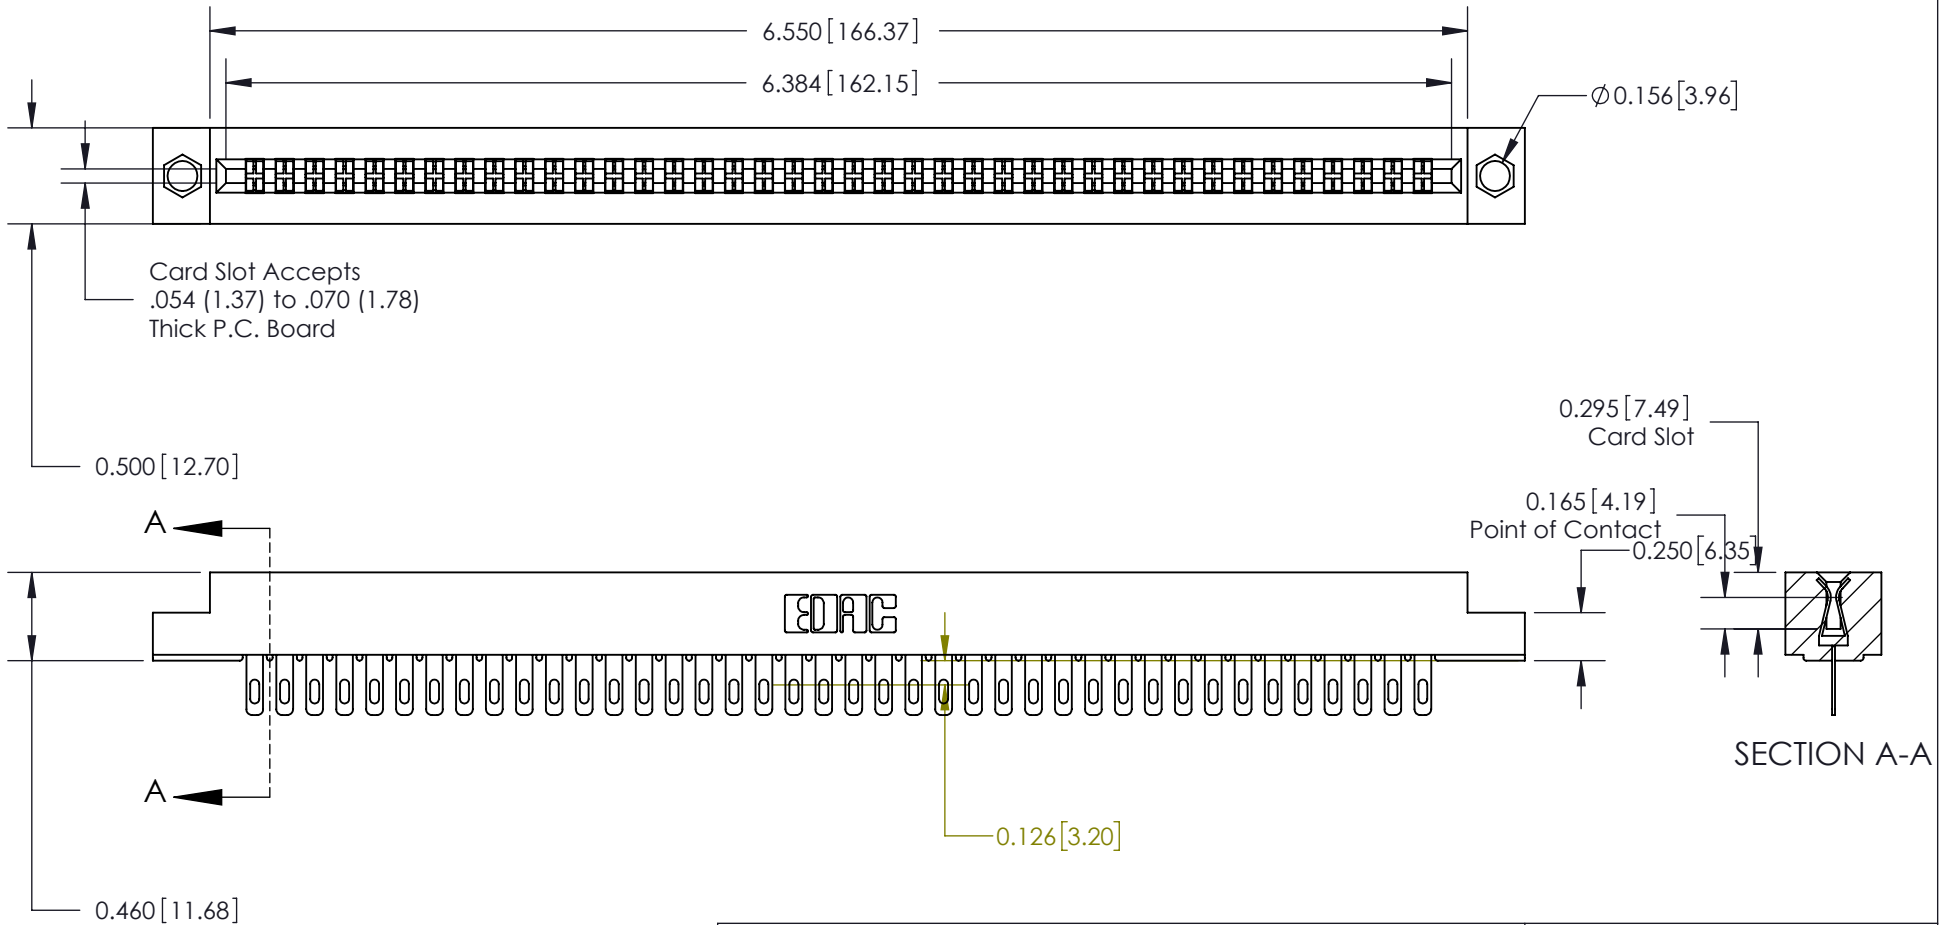 6.550[166.37]
6.384[162.15]
Ø0.156[3.96]
Card Slot Accepts
.054 (1.37) to .070 (1.78)
Thick P.C. Board
0.295[7.49]
Card Slot
0.500[12.70]
0.165[4.19]
Point of Contact
0.250[6.35]
A
EDAC
SECTION A-A
A
0.126[3.20]
0.460[11.68]